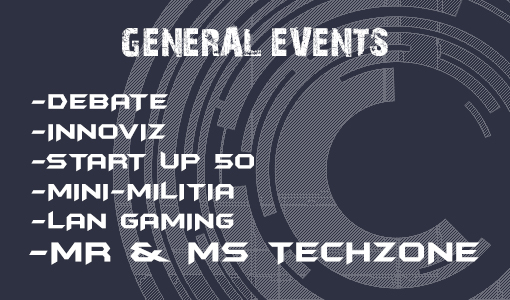 GENERAL EVENTS
-DEBATE
-INNOVIZ
-START UP 50
-MINI-MILITIA
-LAN GAMING
-MR & MS TECHZONE